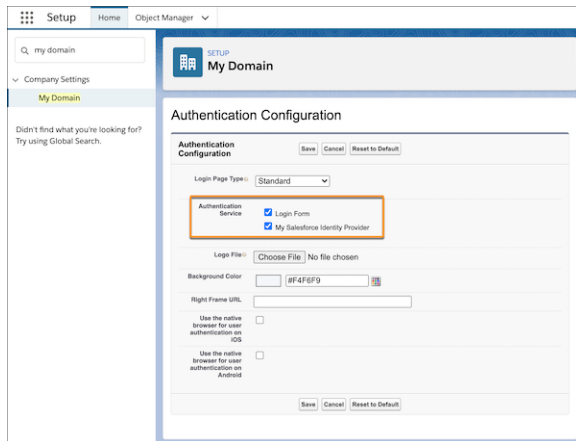 Setup
Home
Object Manager
my domain
Company Settings
My Domain
Didn't find what you're looking for?
Try using Global Search.
SETUP
My Domain
Authentication Configuration
Authentication
Configuration
Save
Cancel
Reset to Default
Login Page Type
Standard
Authentication
Service
Login Form
My Salesforce Identity Provider
Logo File
Choose File No file chosen
Background Color
#F4F6F9
Right Frame URL
Use the native
browser for user
authentication on
iOS
Use the native
browser for user
authentication on
Android
Save
Cancel
Reset to Default